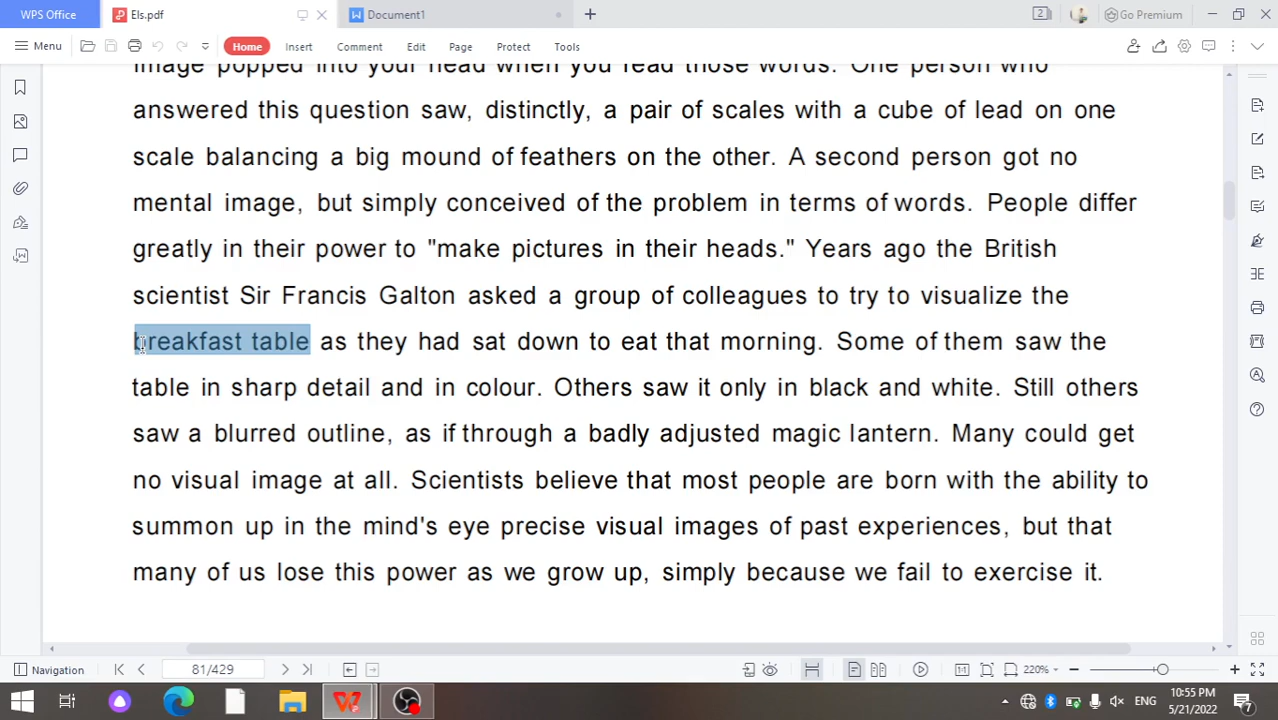 WPS Office
Els.pdf
Document1
2
Go Premium
Menu
Home
Insert
Comment
Edit
Page
Protect
Tools
image popped into your head when you read those words. One person who
answered this question saw, distinctly, a pair of scales with a cube of lead on one
scale balancing a big mound of feathers on the other. A second person got no
mental image, but simply conceived of the problem in terms of words. People differ
greatly in their power to "make pictures in their heads." Years ago the British
scientist Sir Francis Galton asked a group of colleagues to try to visualize the
breakfast table as they had sat down to eat that morning. Some of them saw the
table in sharp detail and in colour. Others saw it only in black and white. Still others
saw a blurred outline, as if through a badly adjusted magic lantern. Many could get
no visual image at all. Scientists believe that most people are born with the ability to
summon up in the mind's eye precise visual images of past experiences, but that
many of us lose this power as we grow up, simply because we fail to exercise it.
Navigation
81/429
220%
ENG
10:55 PM
5/21/2022
7